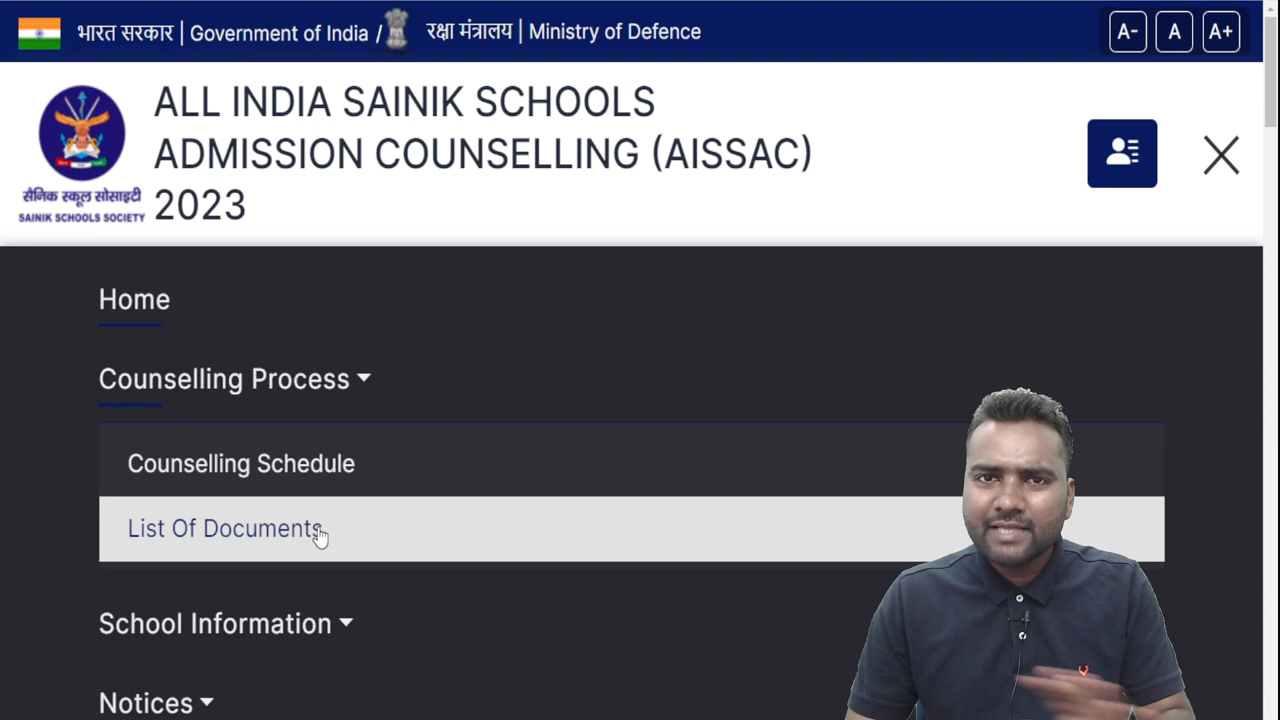 भारत सरकार | Government of India / रक्षा मंत्रालय | Ministry of Defence
A- A A+
ALL INDIA SAINIK SCHOOLS
ADMISSION COUNSELLING (AISSAC)
2023
सैनिक स्कूल सोसाइटी
SAINIK SCHOOLS SOCIETY
Home
Counselling Process
Counselling Schedule
List Of Documents
School Information
Notices